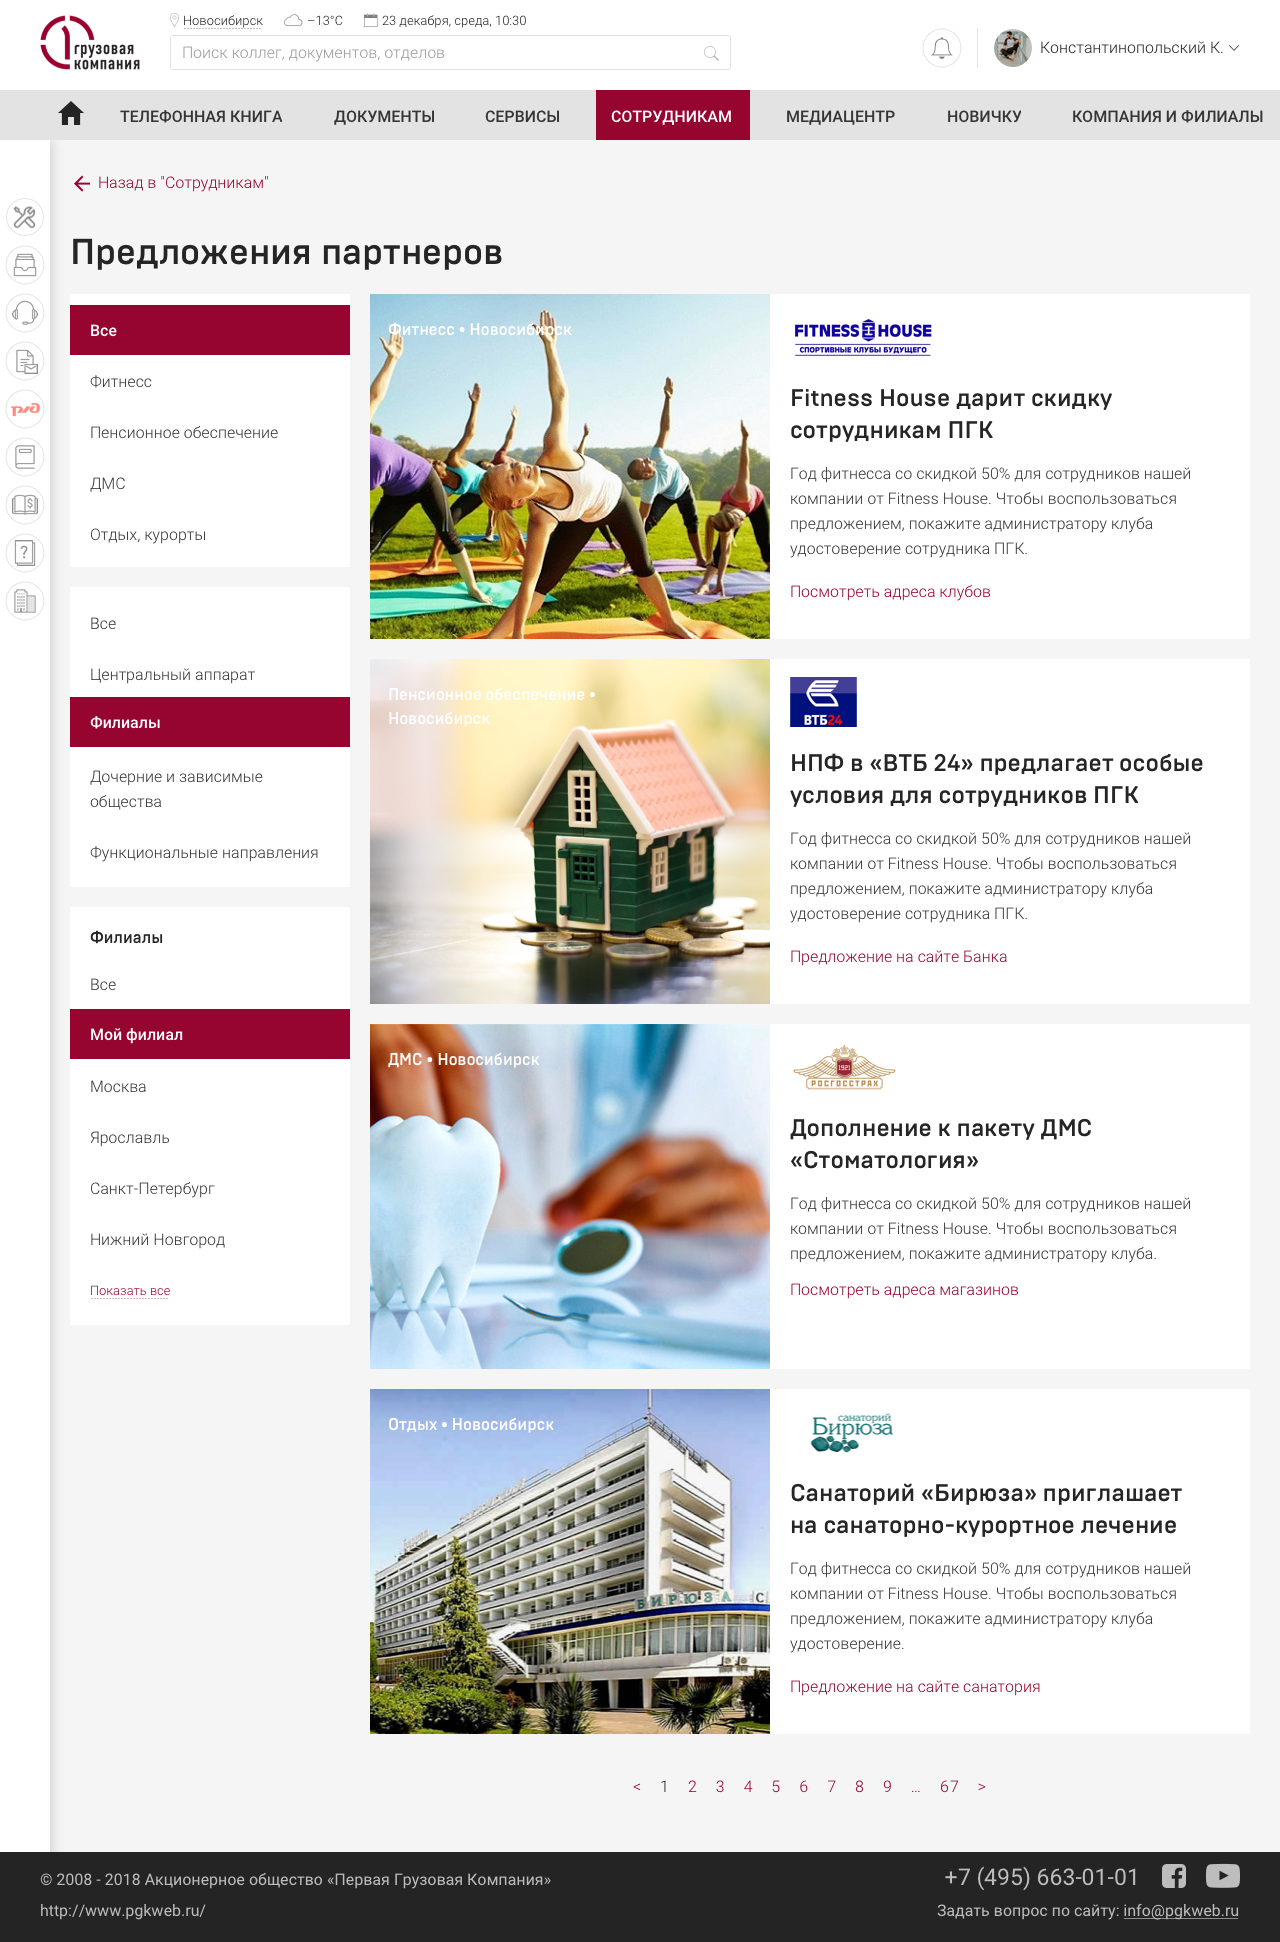 Новосибирск
−13°C
23 декабря, среда, 10:30
грузовая
компания
Поиск коллег, документов, отделов
Константинопольский К.
ТЕЛЕФОННАЯ КНИГА
ДОКУМЕНТЫ
СЕРВИСЫ
СОТРУДНИКАМ
МЕДИАЦЕНТР
НОВИЧКУ
КОМПАНИЯ И ФИЛИАЛЫ
Назад в "Сотрудникам"
Предложения партнеров
Все
Фитнесс
Пенсионное обеспечение
ДМС
Отдых, курорты
Все
Центральный аппарат
Филиалы
Дочерние и зависимые
общества
Функциональные направления
Филиалы
Все
Мой филиал
Москва
Ярославль
Санкт-Петербург
Нижний Новгород
Показать все
Фитнесс • Новосибирск
FITNESS HOUSE
СПОРТИВНЫЕ КЛУБЫ БУДУЩЕГО
Fitness House дарит скидку
сотрудникам ПГК
Год фитнесса со скидкой 50% для сотрудников нашей
компании от Fitness House. Чтобы воспользоваться
предложением, покажите администратору клуба
удостоверение сотрудника ПГК.
Посмотреть адреса клубов
Пенсионное обеспечение •
Новосибирск
ВТБ24
НПФ в «ВТБ 24» предлагает особые
условия для сотрудников ПГК
Год фитнесса со скидкой 50% для сотрудников нашей
компании от Fitness House. Чтобы воспользоваться
предложением, покажите администратору клуба
удостоверение сотрудника ПГК.
Предложение на сайте Банка
ДМС • Новосибирск
1921
РОСГОССТРАХ
Дополнение к пакету ДМС
«Стоматология»
Год фитнесса со скидкой 50% для сотрудников нашей
компании от Fitness House. Чтобы воспользоваться
предложением, покажите администратору клуба.
Посмотреть адреса магазинов
Отдых • Новосибирск
БИРЮЗА С
санаторий
Бирюза
Санаторий «Бирюза» приглашает
на санаторно-курортное лечение
Год фитнесса со скидкой 50% для сотрудников нашей
компании от Fitness House. Чтобы воспользоваться
предложением, покажите администратору клуба
удостоверение.
Предложение на сайте санатория
< 1 2 3 4 5 6 7 8 9 ... 67 >
© 2008 - 2018 Акционерное общество «Первая Грузовая Компания»
http://www.pgkweb.ru/
+7 (495) 663-01-01
Задать вопрос по сайту: info@pgkweb.ru